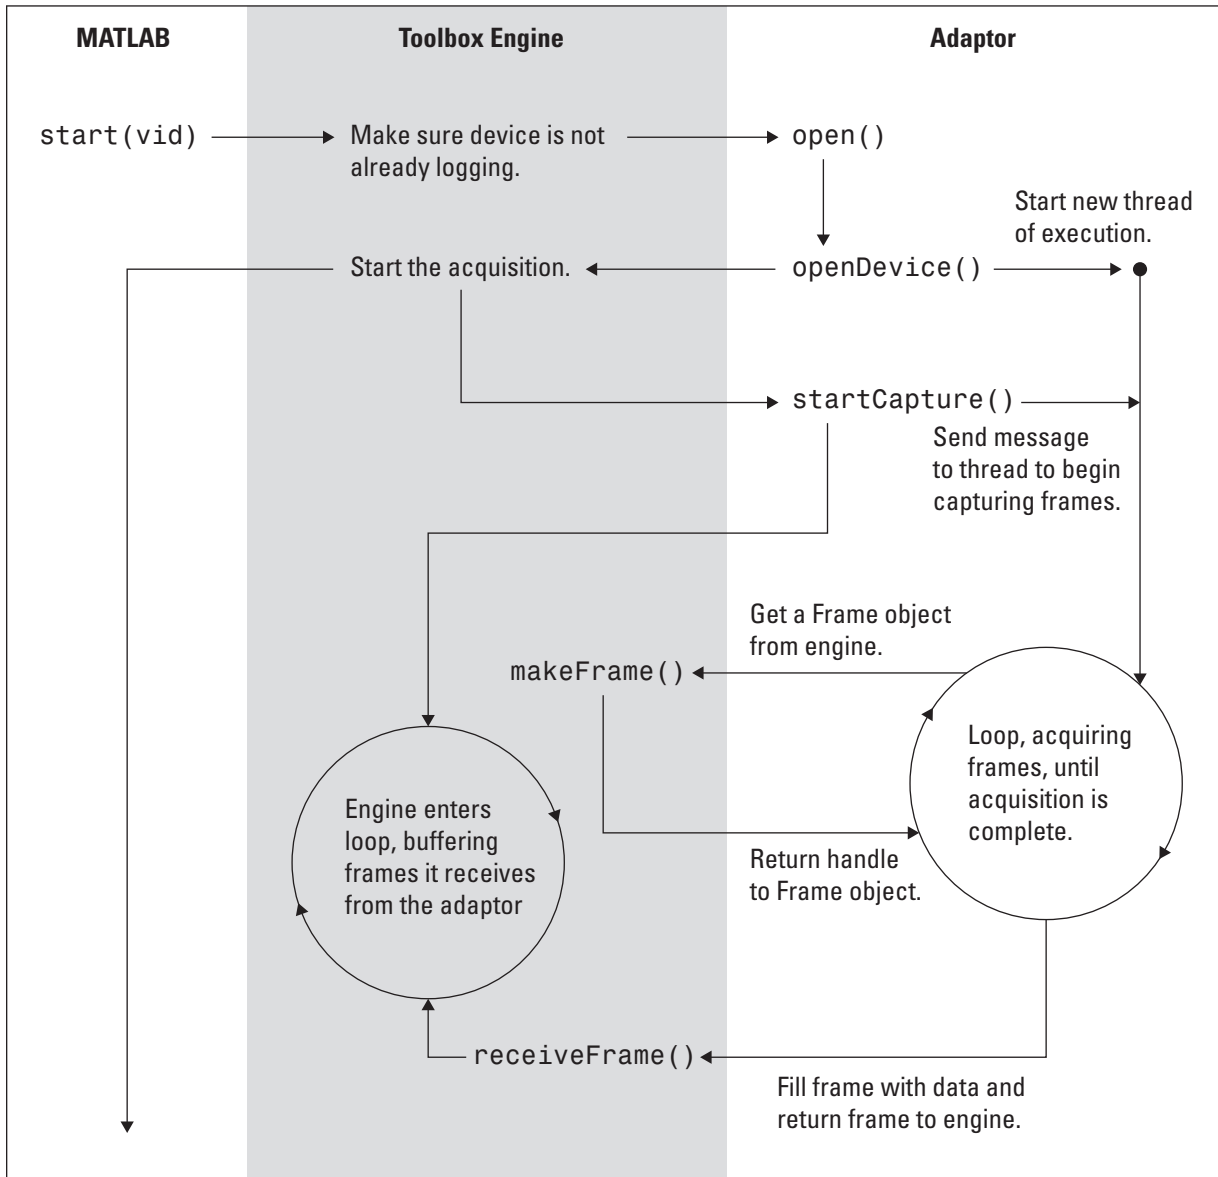 MATLAB
Toolbox Engine
Adaptor
start(vid)
Make sure device is not
already logging.
open()
Start new thread
of execution.
Start the acquisition.
openDevice()
startCapture()
Send message
to thread to begin
capturing frames.
Get a Frame object
from engine.
makeFrame()
Loop, acquiring
frames, until
acquisition is
complete.
Engine enters
loop, buffering
frames it receives
from the adaptor
Return handle
to Frame object.
receiveFrame()
Fill frame with data and
return frame to engine.